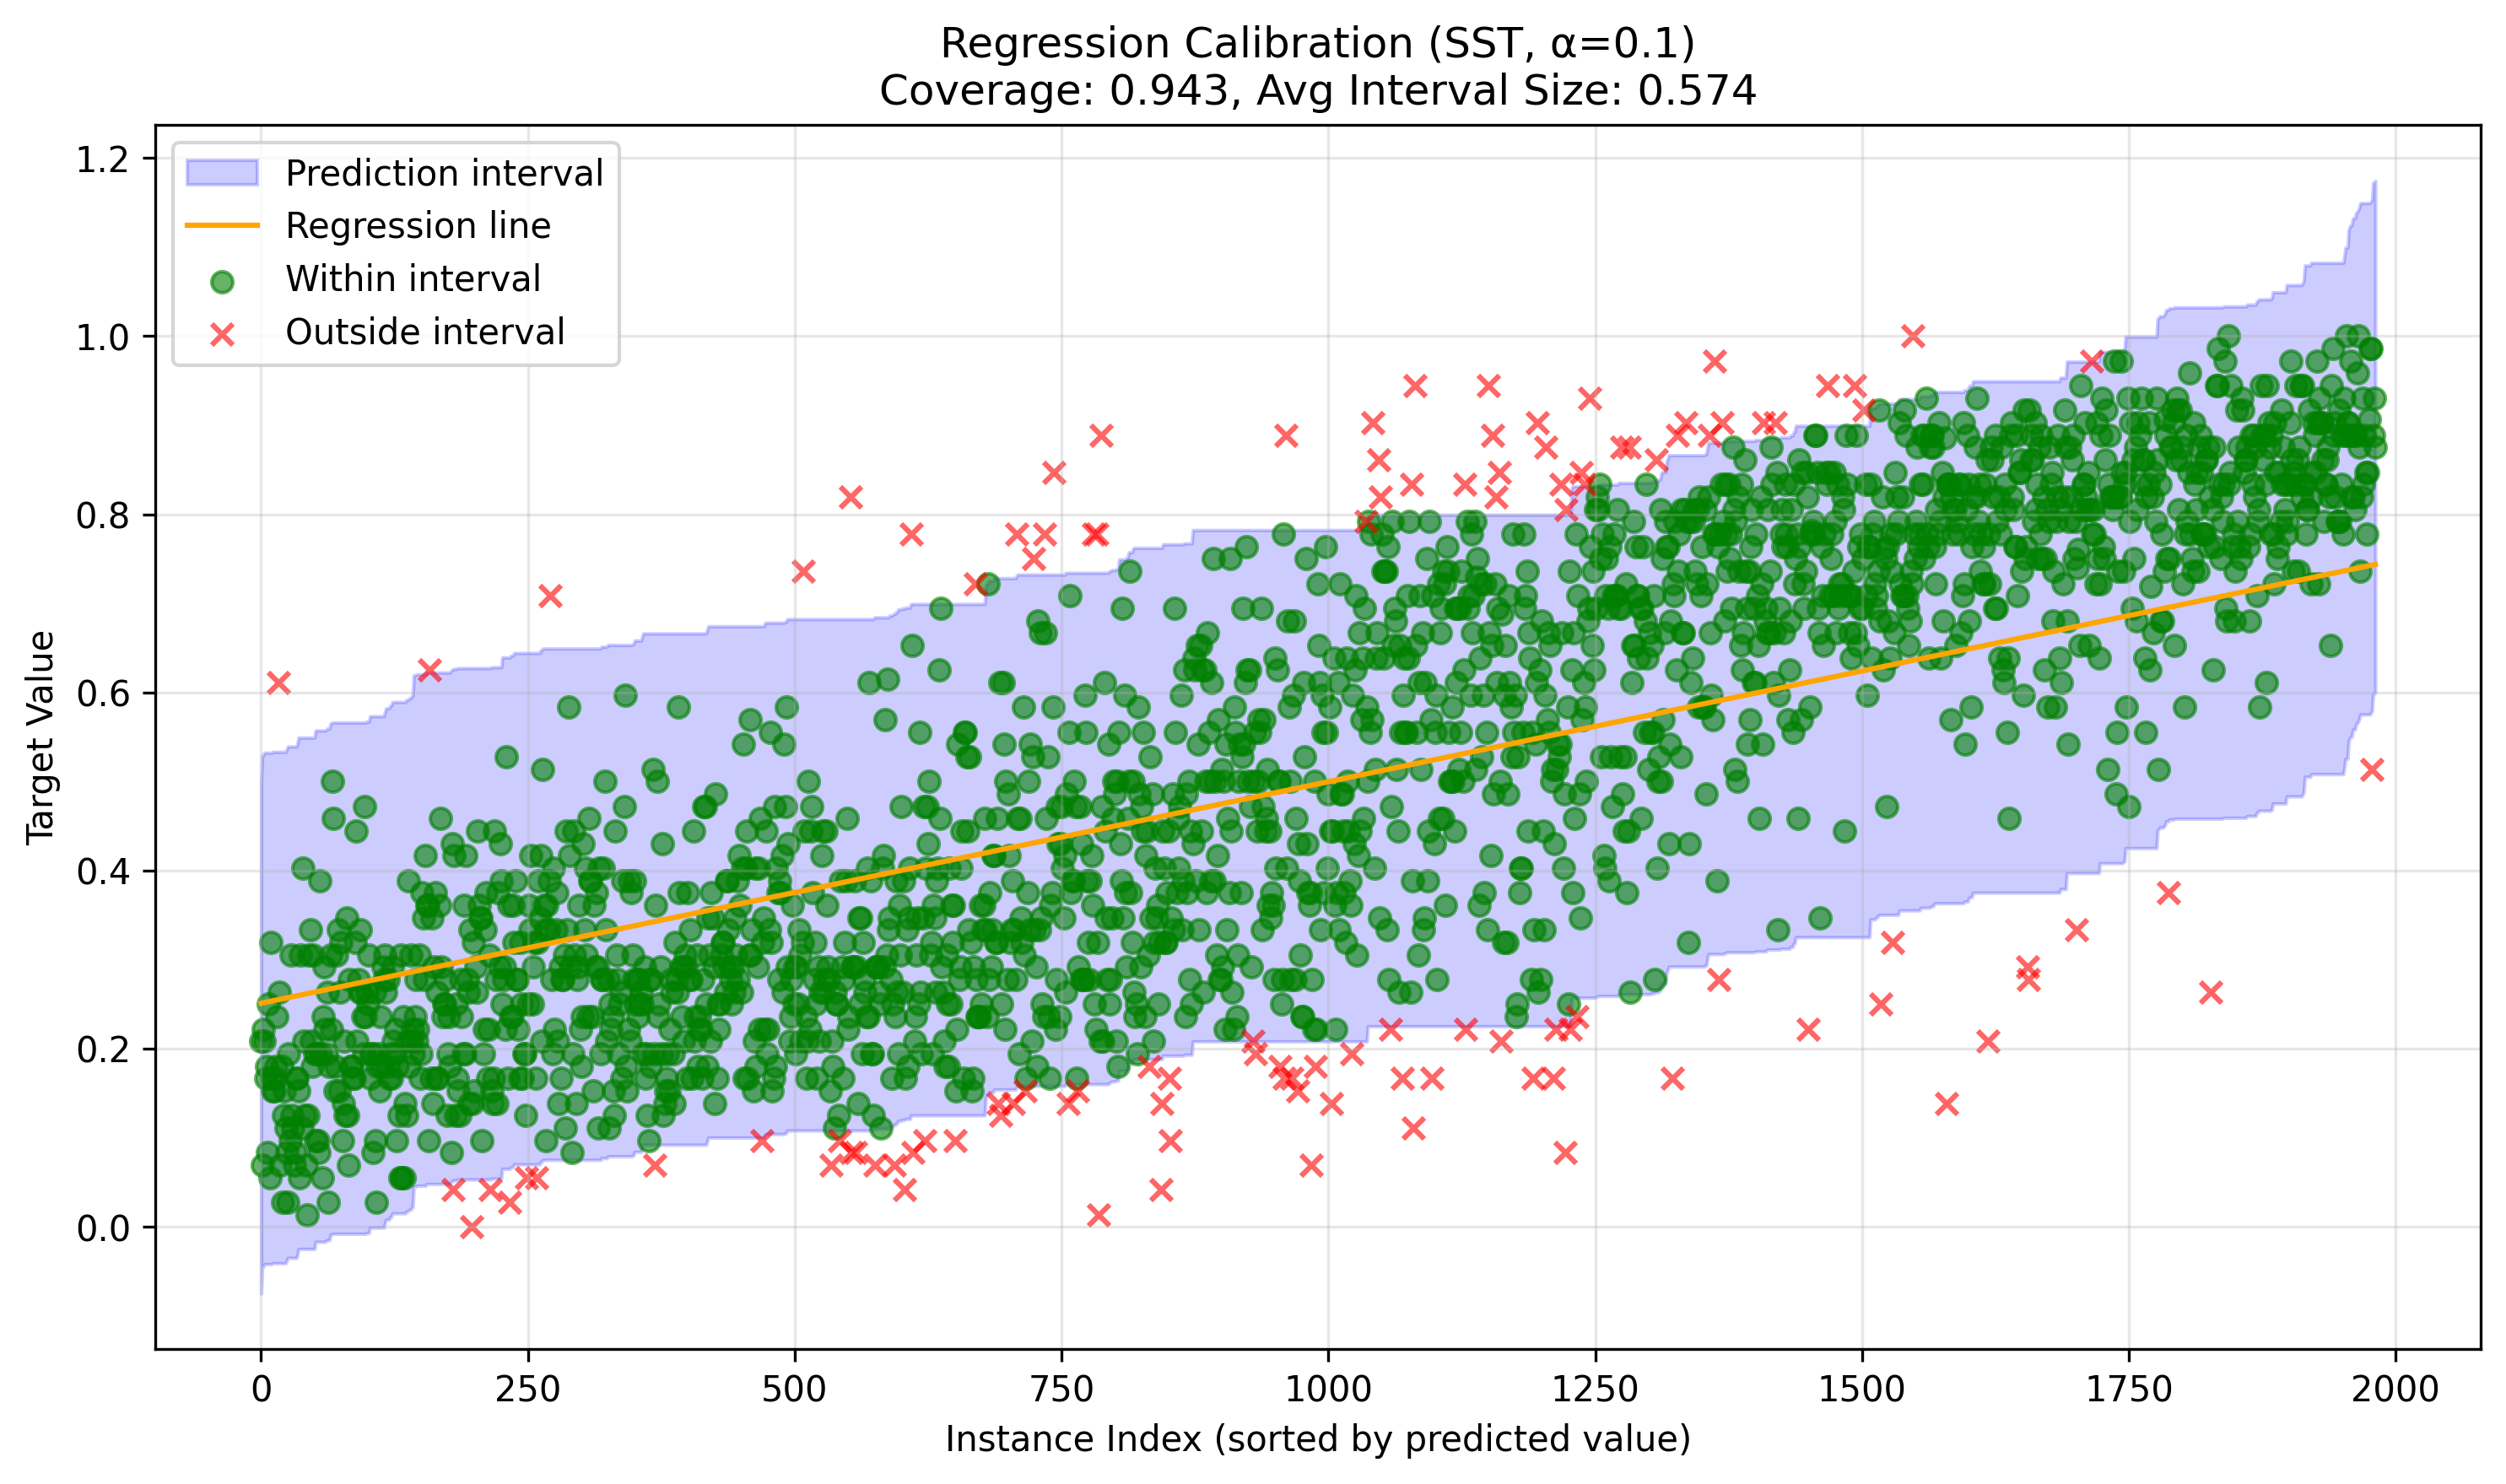 Regression Calibration (SST, α=0.1)
Coverage: 0.943, Avg Interval Size: 0.574
Prediction interval
Regression line
Within interval
Outside interval
Target Value
1.2
1.0
0.8
0.6
0.4
0.2
0.0
0 250 500 750 1000 1250 1500 1750 2000
Instance Index (sorted by predicted value)